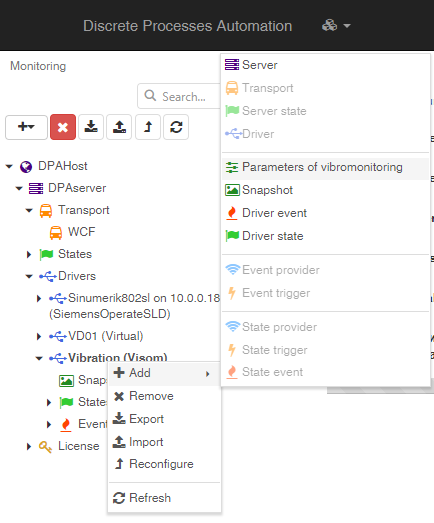 Discrete Processes Automation
Monitoring
Search...
DPAHost
DPAserver
Transport
WCF
States
Drivers
Sinumerik802sl on 10.0.0.18
(SiemensOperateSLD)
VD01 (Virtual)
Vibration (Visom)
Snap
States
Event
License
Add
Remove
Export
Import
Reconfigure
Refresh
Server
Transport
Server state
Driver
Parameters of vibromonitoring
Snapshot
Driver event
Driver state
Event provider
Event trigger
State provider
State trigger
State event